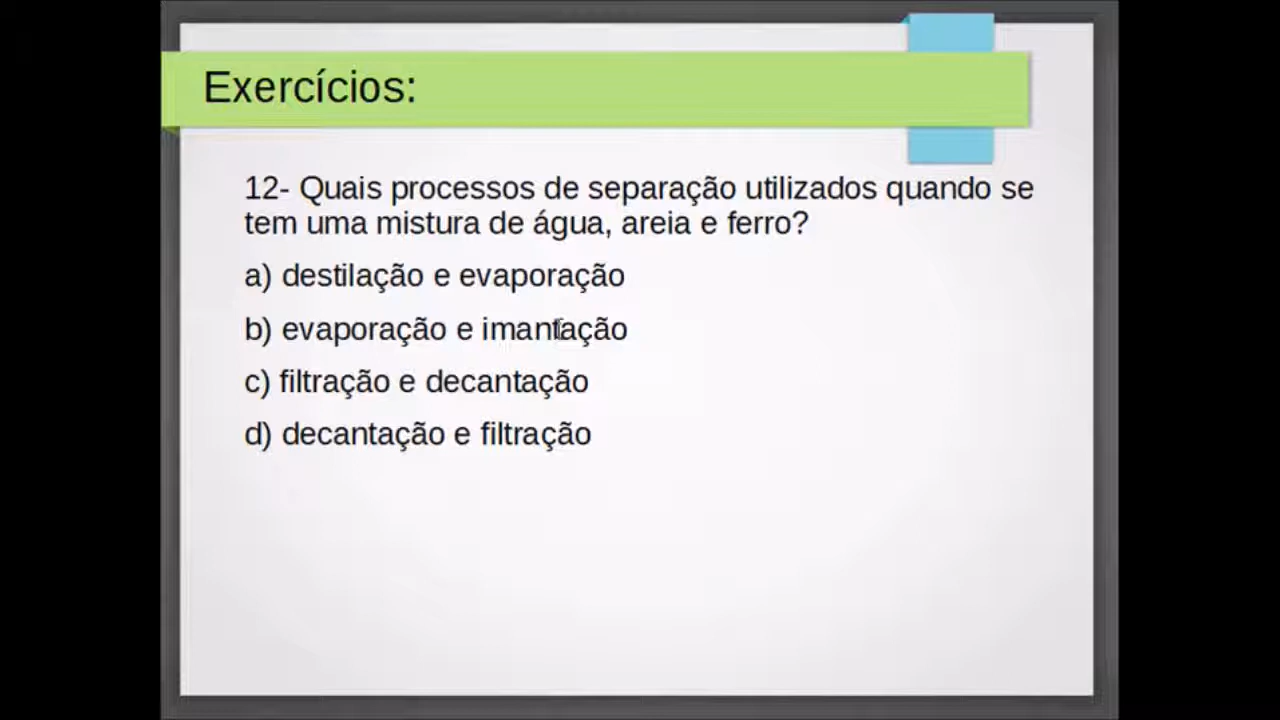 Exercícios:
12- Quais processos de separação utilizados quando se
tem uma mistura de água, areia e ferro?
a) destilação e evaporação
b) evaporação e imantação
c) filtração e decantação
d) decantação e filtração